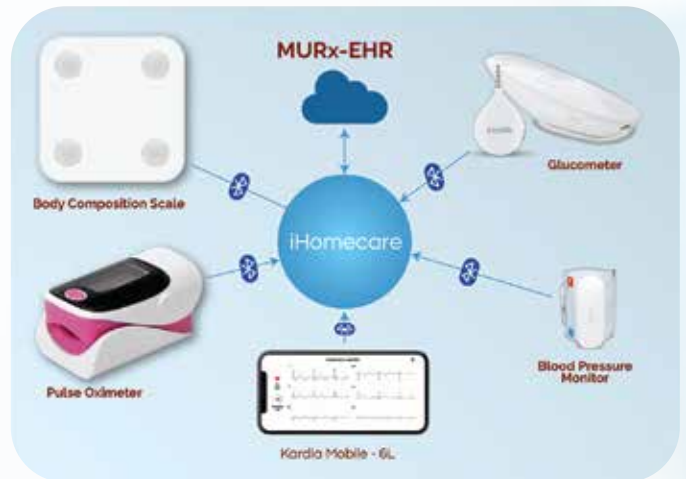 MURx-EHR
Body Composition Scale
Glucometer
iHomecare
Pulse Oximeter
Blood Pressure
Monitor
Kardia Mobile - 6L